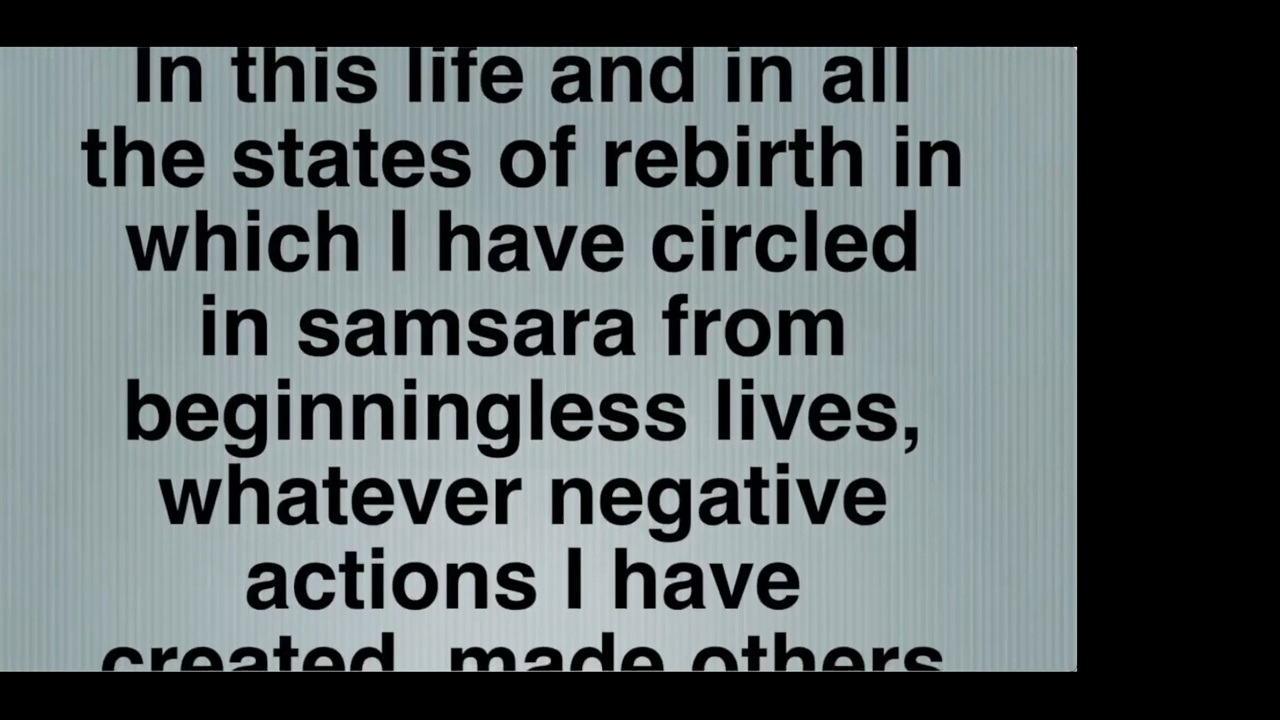 In this life and in all
the states of rebirth in
which I have circled
in samsara from
beginningless lives,
whatever negative
actions I have
created, made others